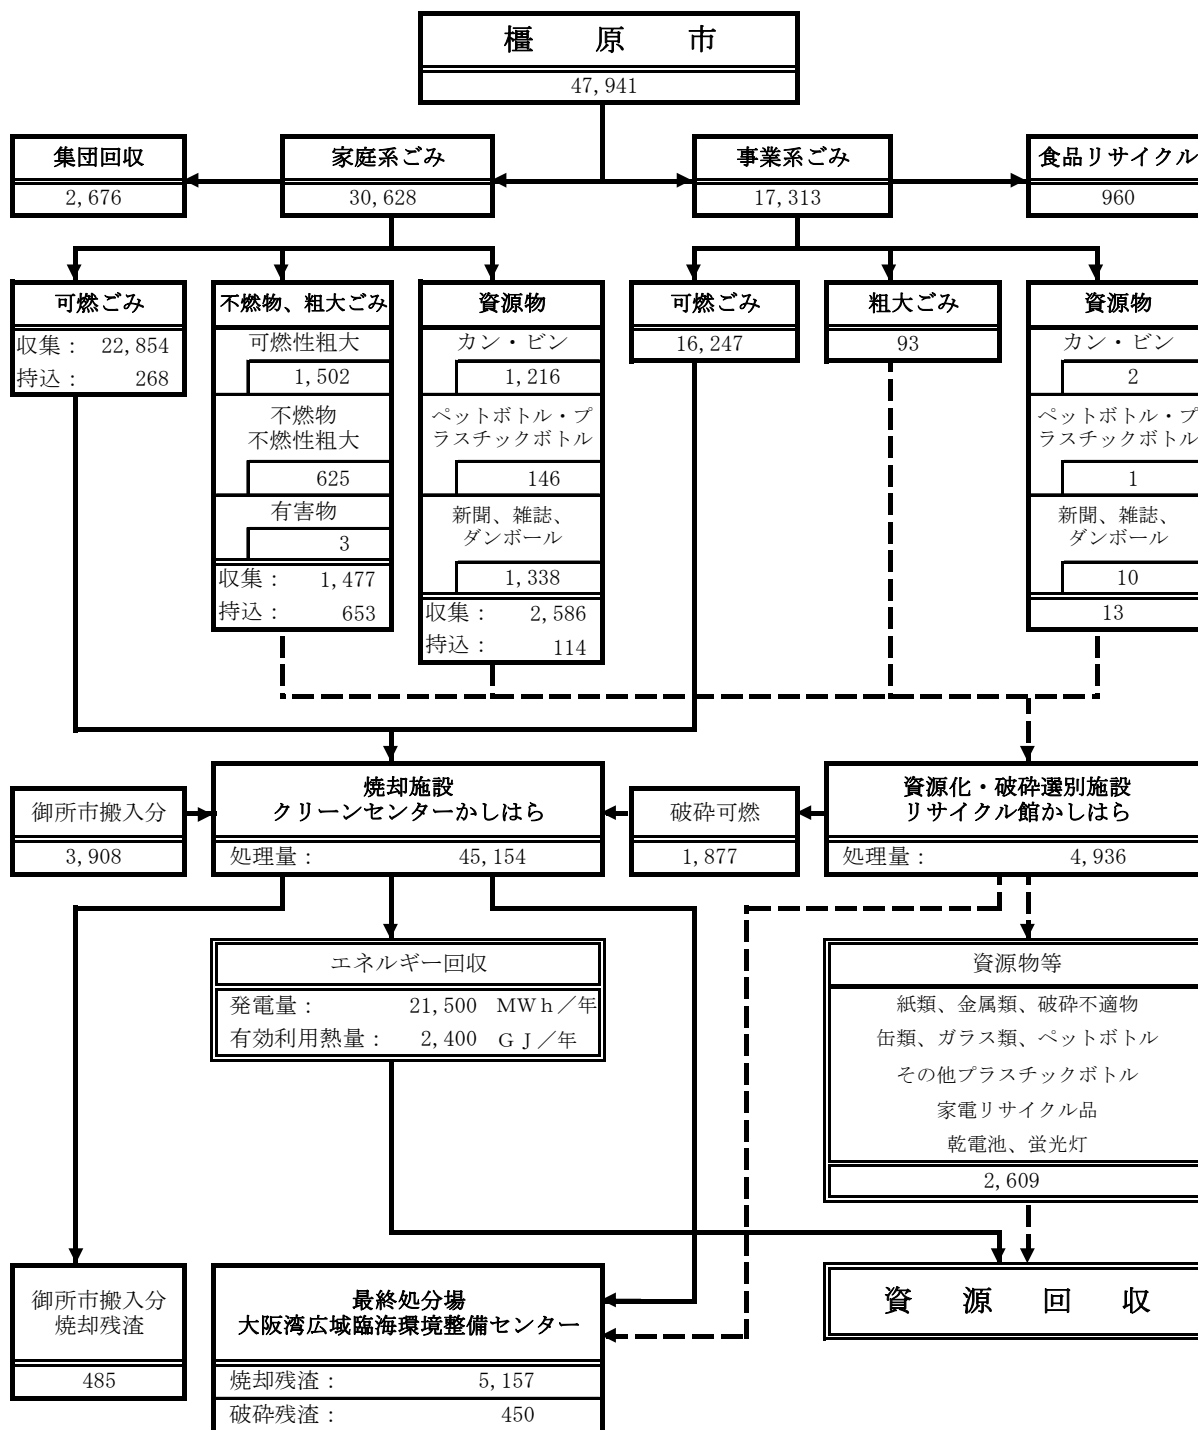 橿原市
47,941
集団回収
2,676
家庭系ごみ
30,628
事業系ごみ
17,313
食品リサイクル
960
可燃ごみ
収集： 22,854
持込： 268
不燃物、粗大ごみ
可燃性粗大
1,502
不燃物
不燃性粗大
625
有害物
3
収集： 1,477
持込： 653
資源物
カン・ビン
1,216
ペットボトル・プ
ラスチックボトル
146
新聞、雑誌、
ダンボール
1,338
収集： 2,586
持込： 114
可燃ごみ
16,247
粗大ごみ
93
資源物
カン・ビン
2
ペットボトル・プ
ラスチックボトル
1
新聞、雑誌、
ダンボール
10
13
御所市搬入分
3,908
焼却施設
クリーンセンターかしはら
処理量： 45,154
破砕可燃
1,877
資源化・破砕選別施設
リサイクル館かしはら
処理量： 4,936
エネルギー回収
発電量： 21,500 ＭＷｈ／年
有効利用熱量： 2,400 ＧＪ／年
資源物等
紙類、金属類、破砕不適物
缶類、ガラス類、ペットボトル
その他プラスチックボトル
家電リサイクル品
乾電池、蛍光灯
2,609
御所市搬入分
焼却残渣
485
最終処分場
大阪湾広域臨海環境整備センター
焼却残渣： 5,157
破砕残渣： 450
資源回収